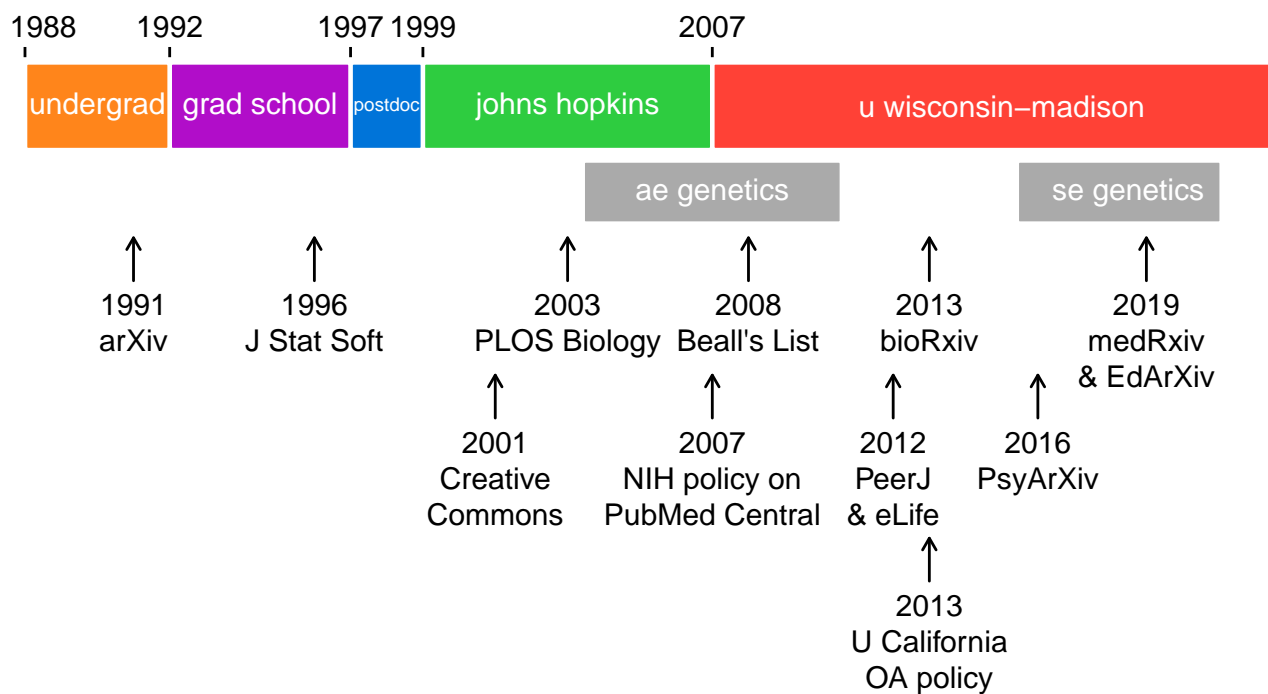 1988 1992 1997 1999 2007
undergrad grad school postdoc johns hopkins u wisconsin−madison
ae genetics se genetics
1991
arXiv
1996
J Stat Soft
2003
PLOS Biology
2008
Beall's List
2013
bioRxiv
2019
medRxiv
& EdArXiv
2001
Creative
Commons
2007
NIH policy on
PubMed Central
2012
PeerJ
& eLife
2016
PsyArXiv
2013
U California
OA policy